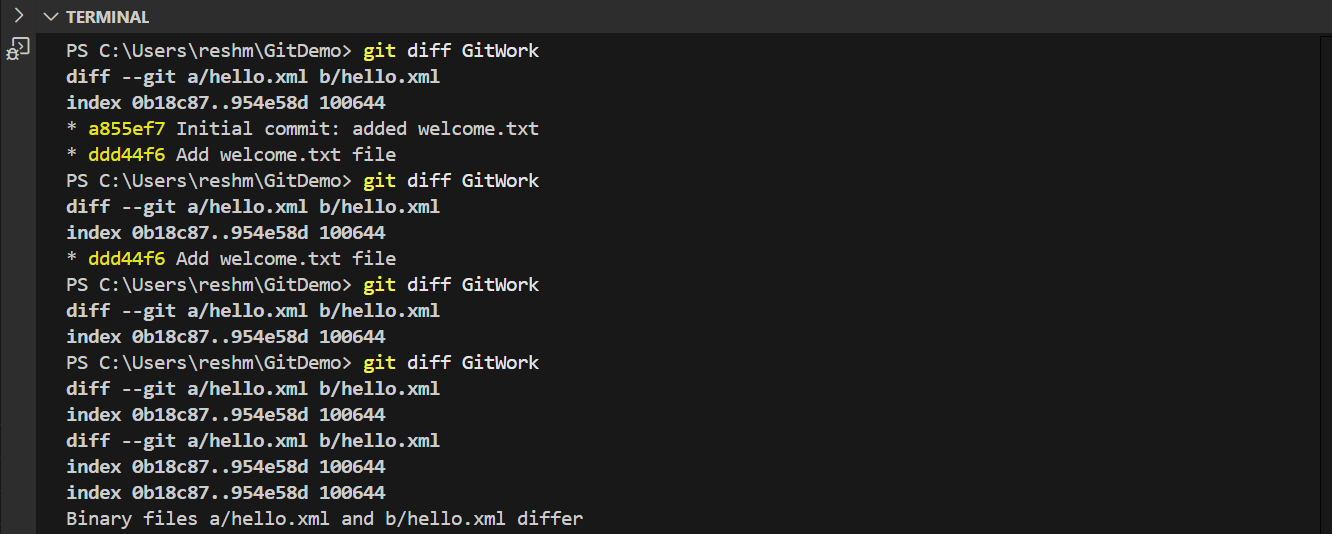 TERMINAL
PS C:\Users\reshm\GitDemo> git diff GitWork
diff --git a/hello.xml b/hello.xml
index 0b18c87..954e58d 100644
* a855ef7 Initial commit: added welcome.txt
* ddd44f6 Add welcome.txt file
PS C:\Users\reshm\GitDemo> git diff GitWork
diff --git a/hello.xml b/hello.xml
index 0b18c87..954e58d 100644
* ddd44f6 Add welcome.txt file
PS C:\Users\reshm\GitDemo> git diff GitWork
diff --git a/hello.xml b/hello.xml
index 0b18c87..954e58d 100644
PS C:\Users\reshm\GitDemo> git diff GitWork
diff --git a/hello.xml b/hello.xml
index 0b18c87..954e58d 100644
diff --git a/hello.xml b/hello.xml
index 0b18c87..954e58d 100644
index 0b18c87..954e58d 100644
Binary files a/hello.xml and b/hello.xml differ